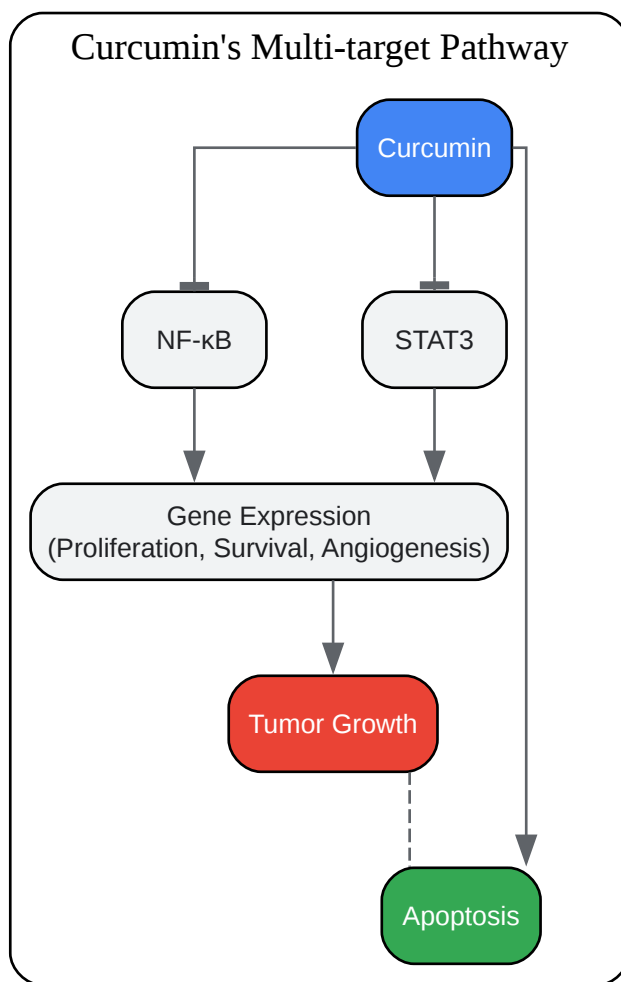 Curcumin's Multi-target Pathway
Curcumin
NF-κB
STAT3
Gene Expression
(Proliferation, Survival, Angiogenesis)
Tumor Growth
Apoptosis